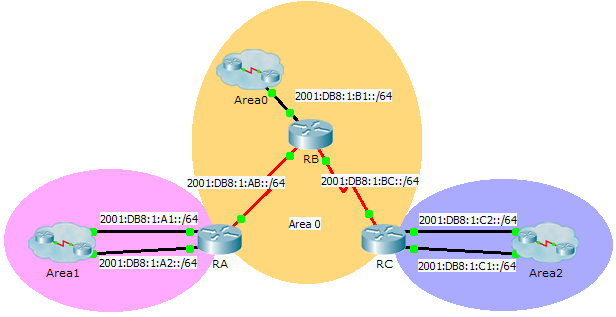 Area0
2001:DB8:1:B1::/64
RB
2001:DB8:1:AB::/64
2001:DB8:1:BC::/64
Area 0
2001:DB8:1:A1::/64
2001:DB8:1:C2::/64
Area1
2001:DB8:1:A2::/64
RA
RC
2001:DB8:1:C1::/64
Area2